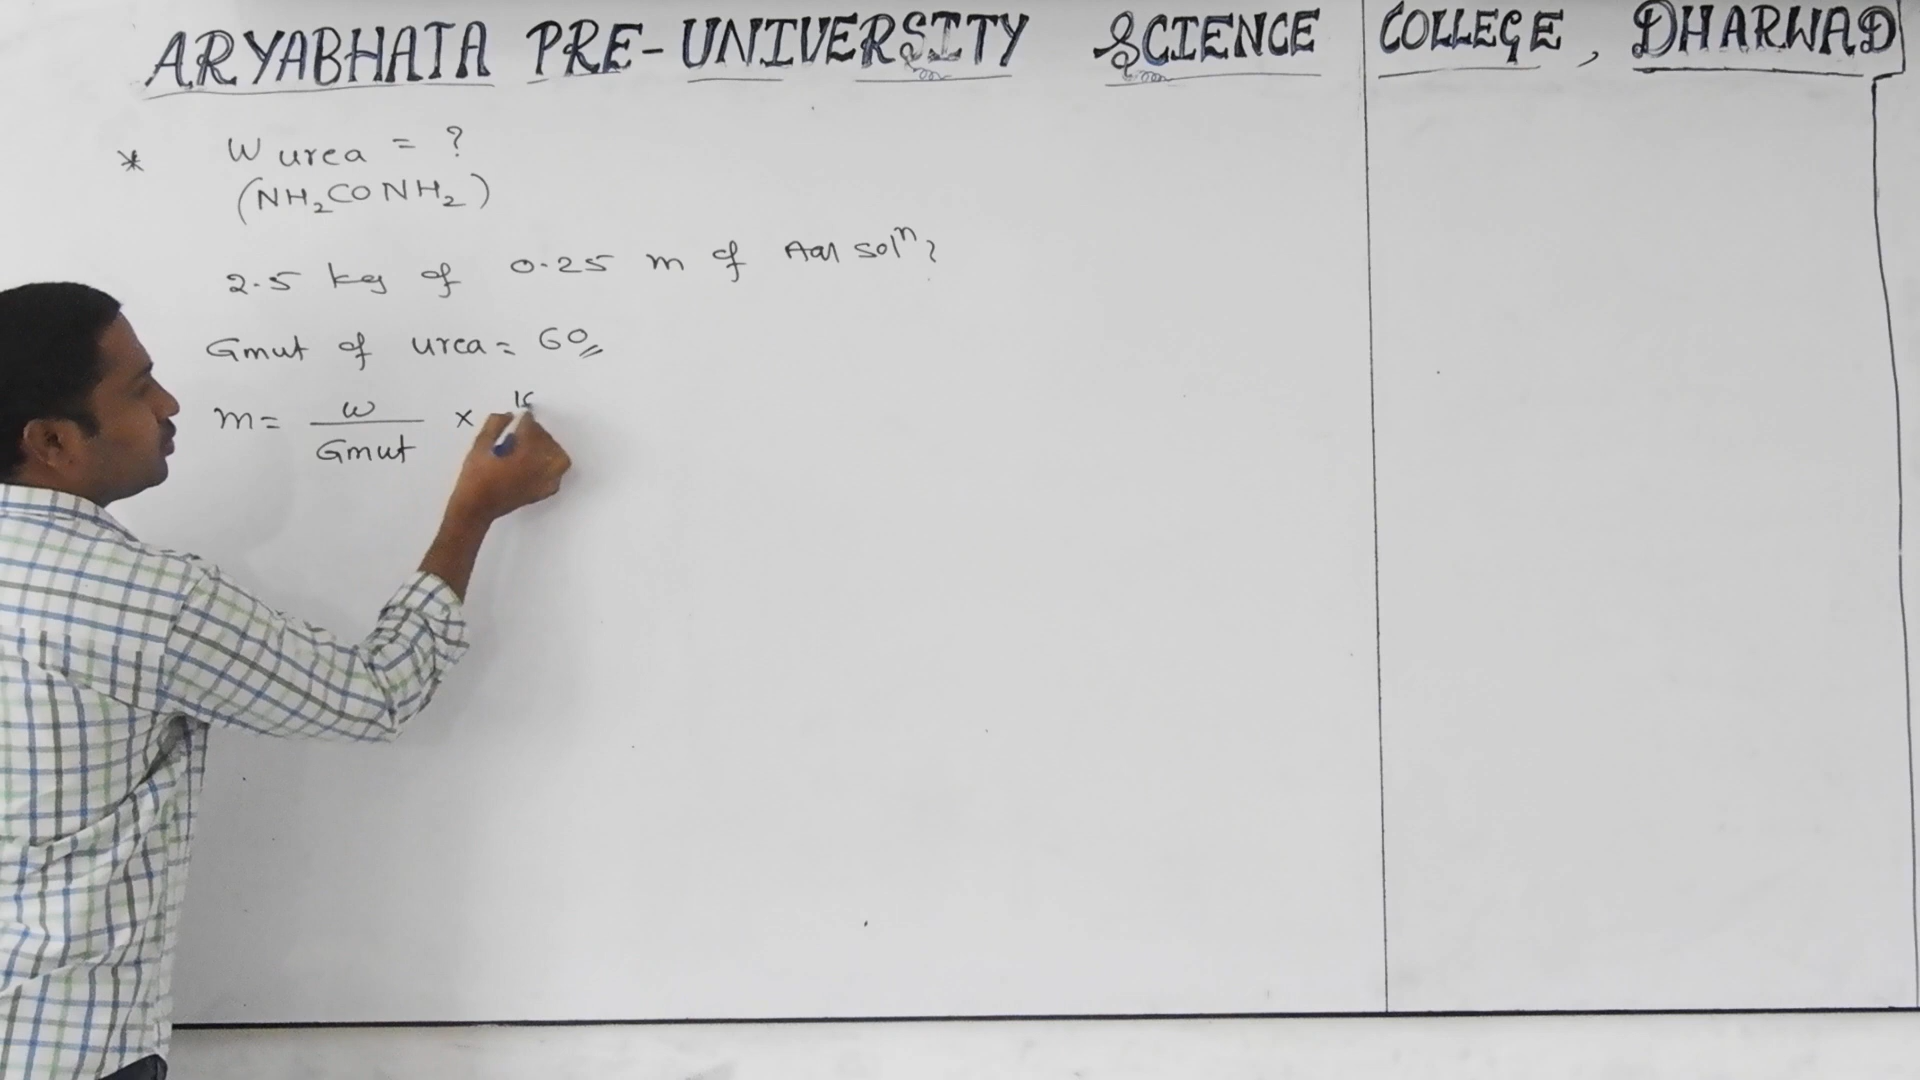 ARYABHATA PRE-UNIVERSITY SCIENCE COLLEGE, DHARWAD
* W urea = ?
(NH₂CONH₂)
2.5 kg of 0.25 m of Aq solⁿ?
Gmwt of urea = 60
m = w / Gmwt ×